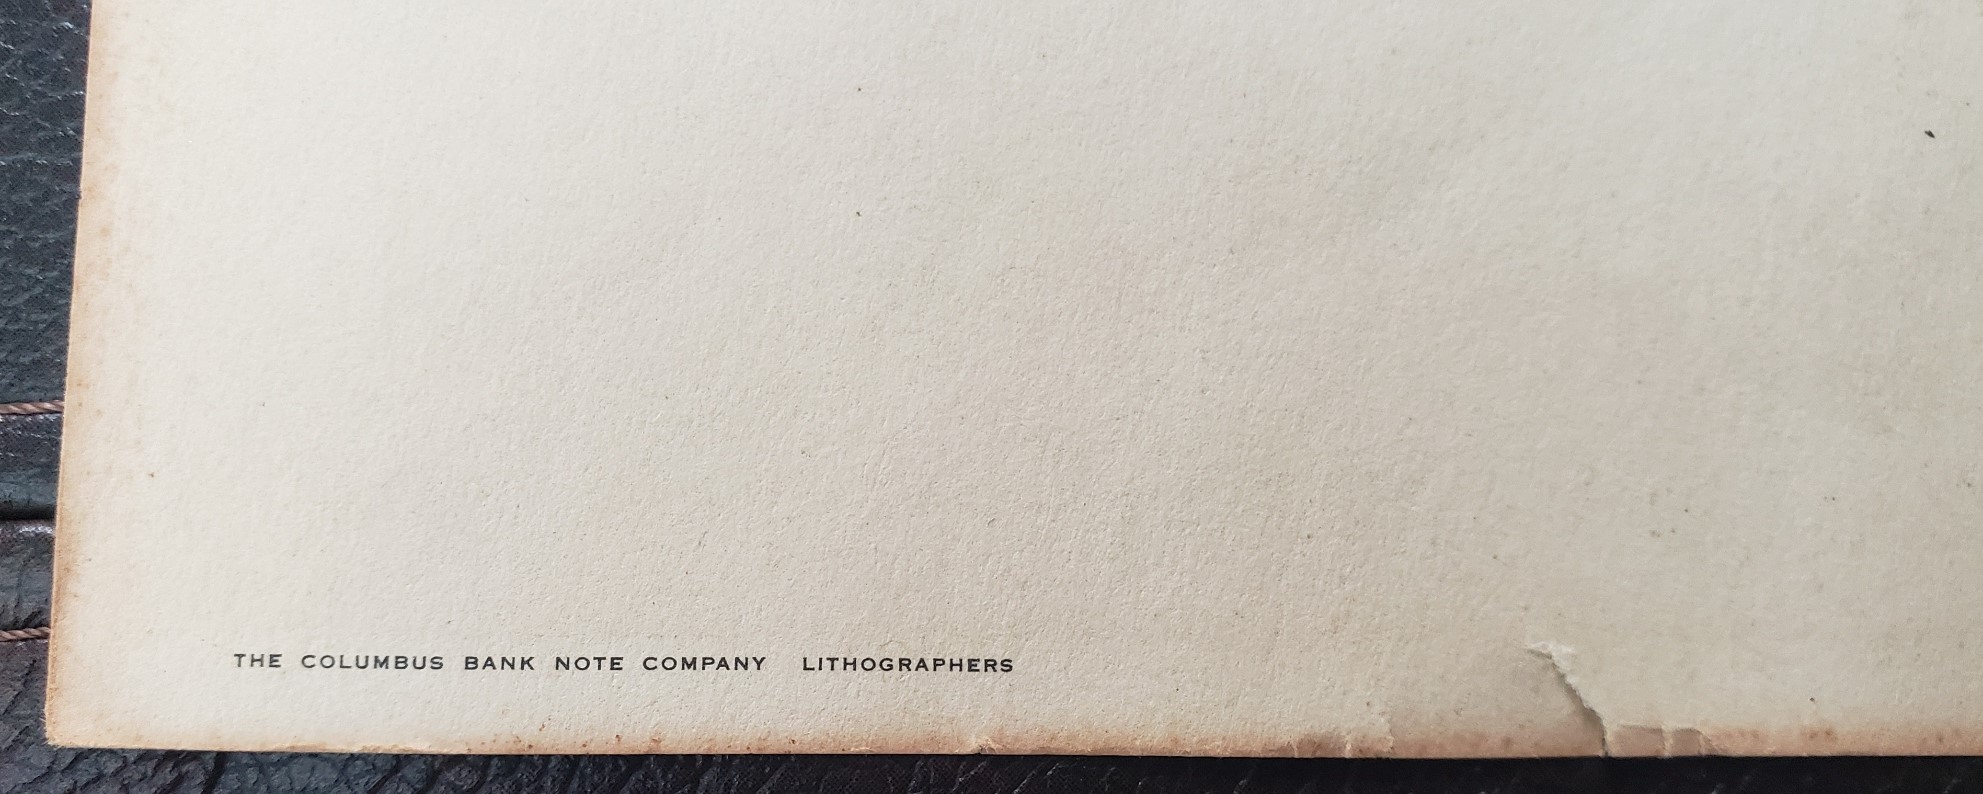 THE COLUMBUS BANK NOTE COMPANY LITHOGRAPHERS